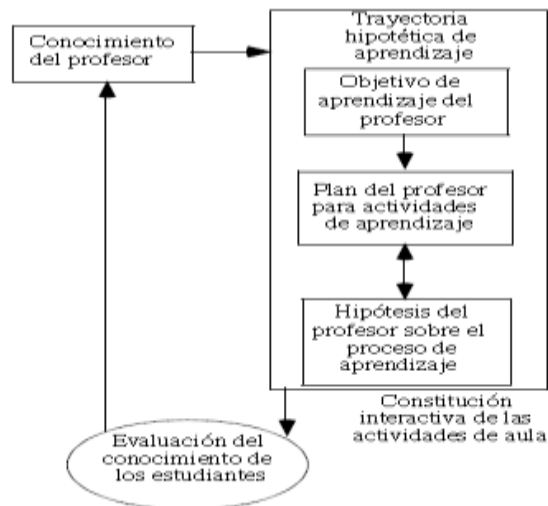 Conocimiento
del profesor
Trayectoria
hipotética de
aprendizaje
Objetivo de
aprendizaje del
profesor
Plan del profesor
para actividades
de aprendizaje
Hipótesis del
profesor sobre el
proceso de
aprendizaje
Constitución
interactiva de las
actividades de aula
Evaluación del
conocimiento de
los estudiantes